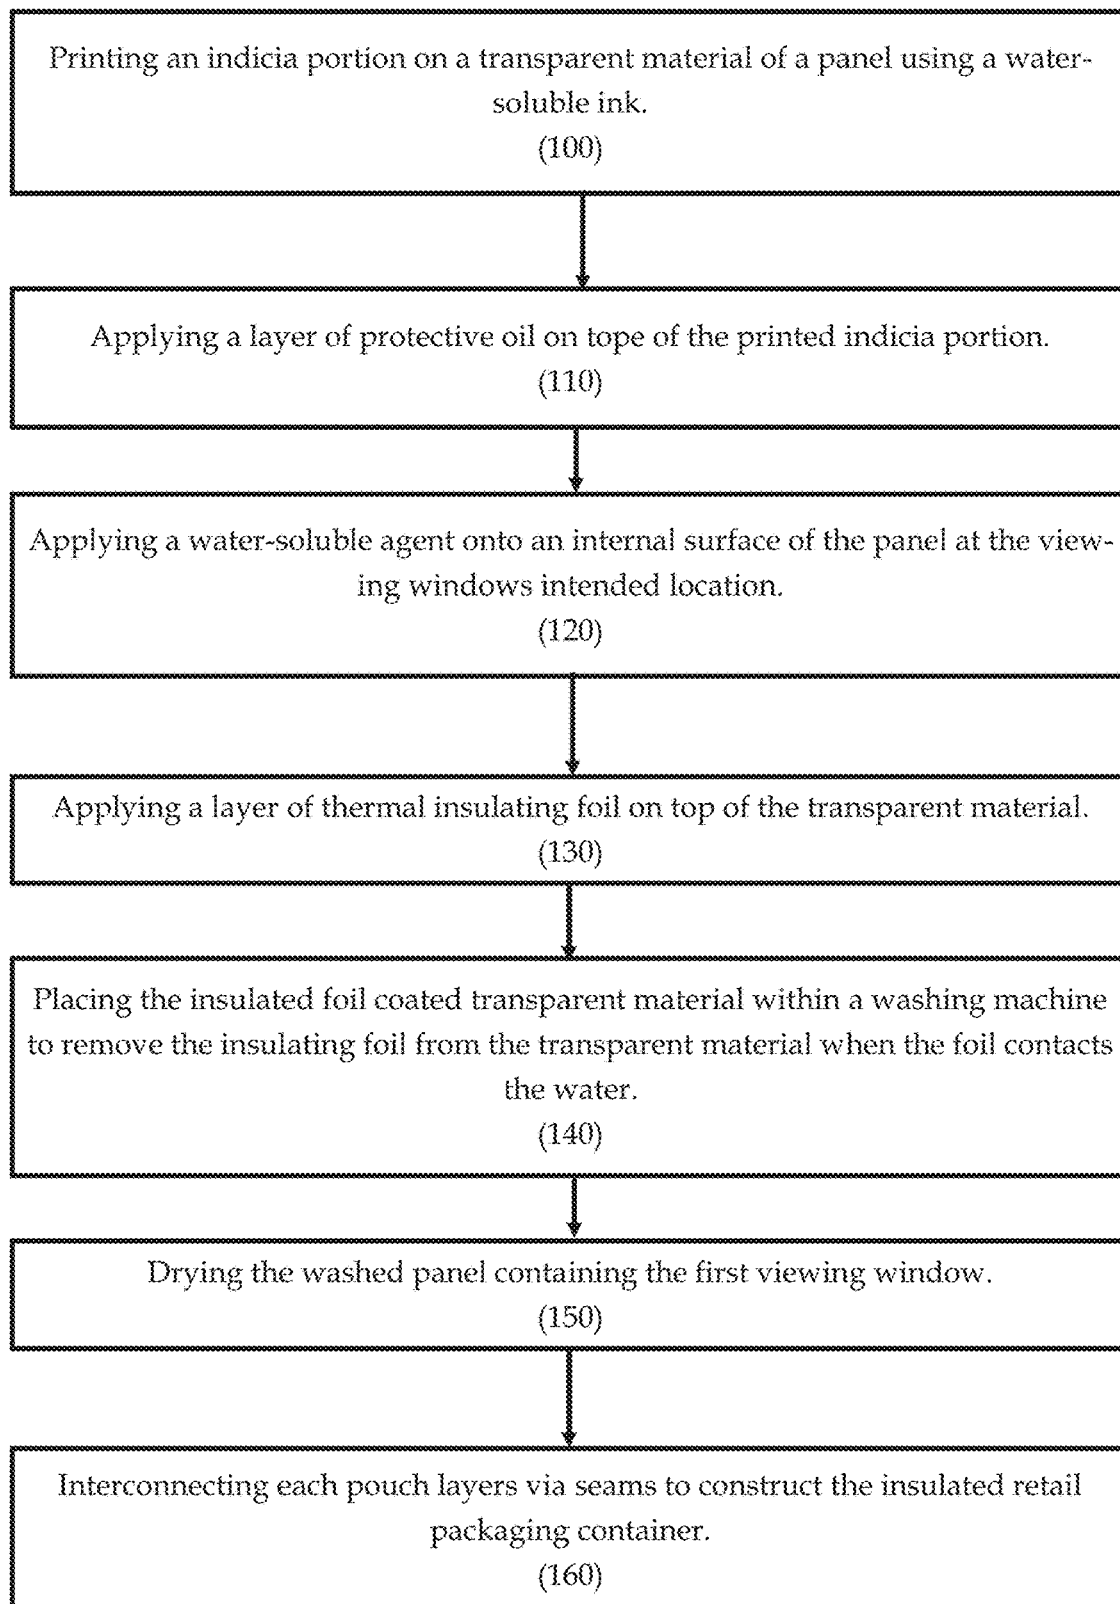 Printing an indicia portion on a transparent material of a panel using a water-
soluble ink.
(100)
Applying a layer of protective oil on tope of the printed indicia portion.
(110)
Applying a water-soluble agent onto an internal surface of the panel at the view-
ing windows intended location.
(120)
Applying a layer of thermal insulating foil on top of the transparent material.
(130)
Placing the insulated foil coated transparent material within a washing machine
to remove the insulating foil from the transparent material when the foil contacts
the water.
(140)
Drying the washed panel containing the first viewing window.
(150)
Interconnecting each pouch layers via seams to construct the insulated retail
packaging container.
(160)